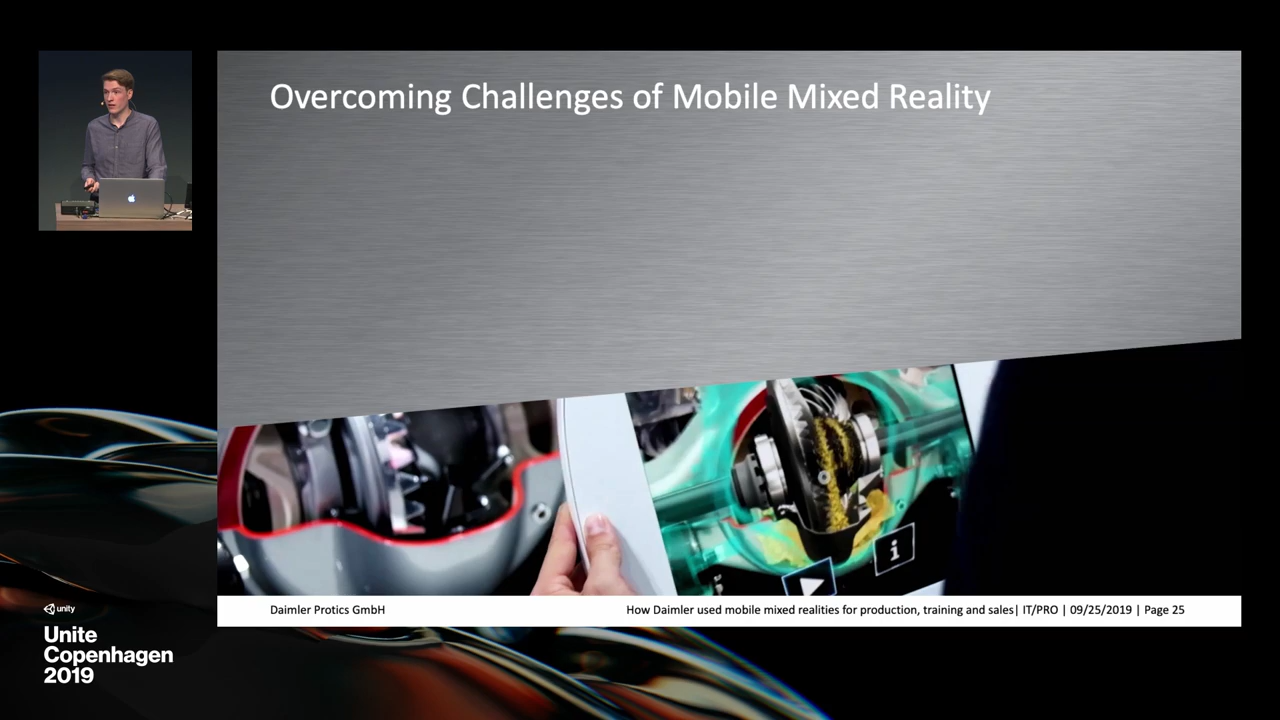 Overcoming Challenges of Mobile Mixed Reality
i
Daimler Protics GmbH
How Daimler used mobile mixed realities for production, training and sales| IT/PRO | 09/25/2019 | Page 25
unity
Unite
Copenhagen
2019